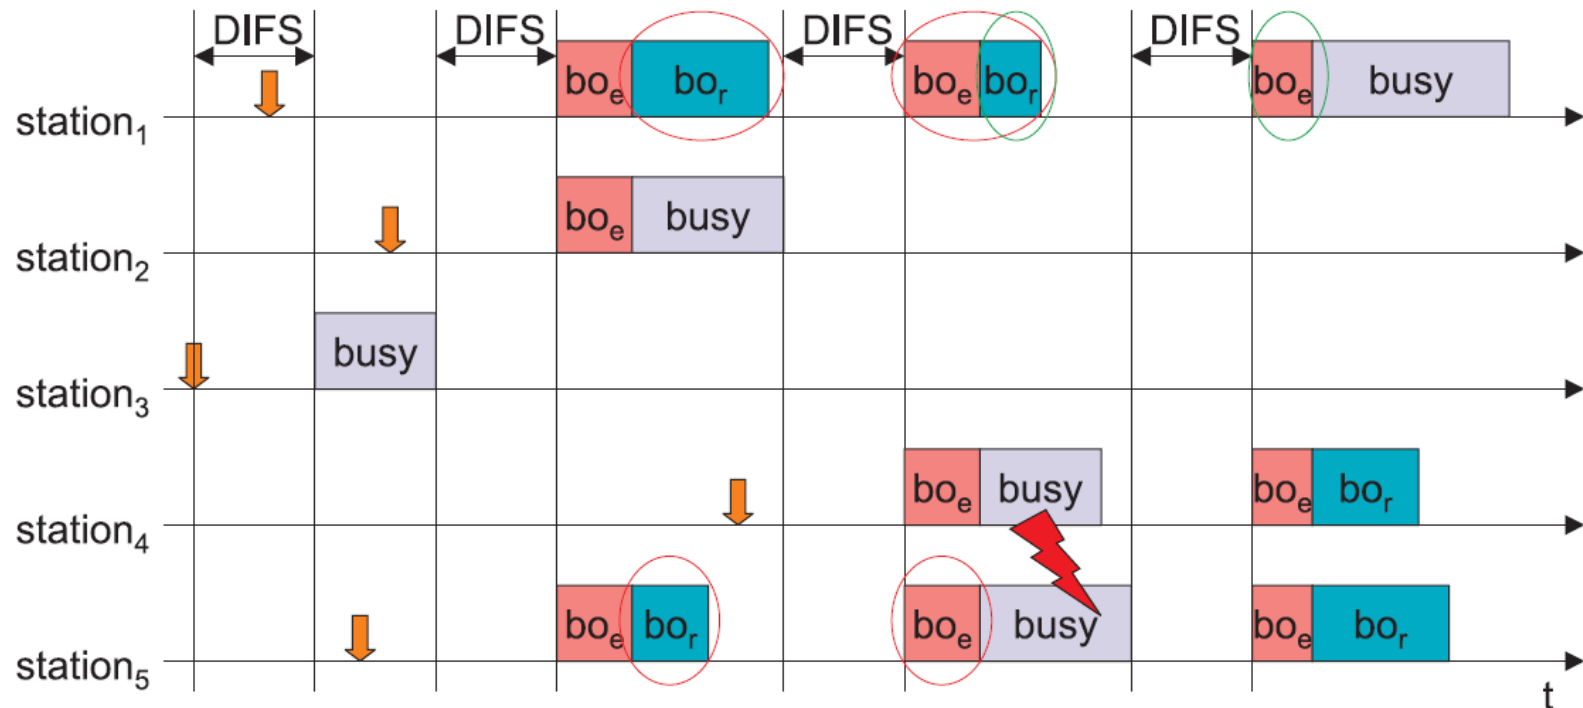 DIFS DIFS DIFS DIFS
station₁ boₑ boᵣ boₑ boᵣ boₑ busy
station₂ boₑ busy
station₃ busy
station₄ boₑ busy boₑ boᵣ
station₅ boₑ boᵣ boₑ busy boₑ boᵣ
t